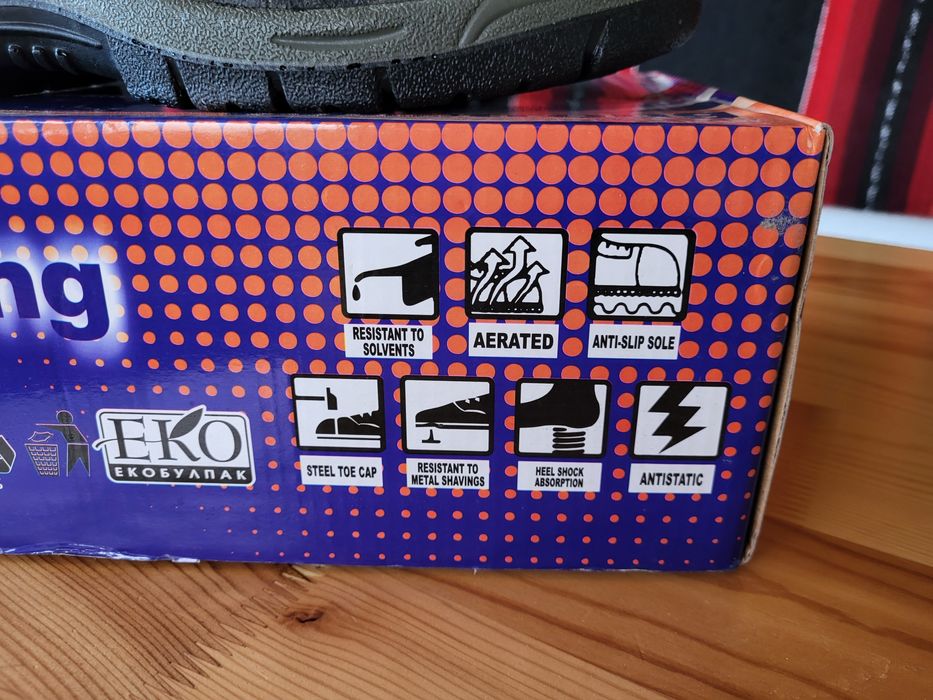 ng
RESISTANT TO
SOLVENTS
AERATED
ANTI-SLIP SOLE
STEEL TOE CAP
RESISTANT TO
METAL SHAVINGS
HEEL SHOCK
ABSORPTION
ANTISTATIC
ЕКО
ЕКОБУЛПАК